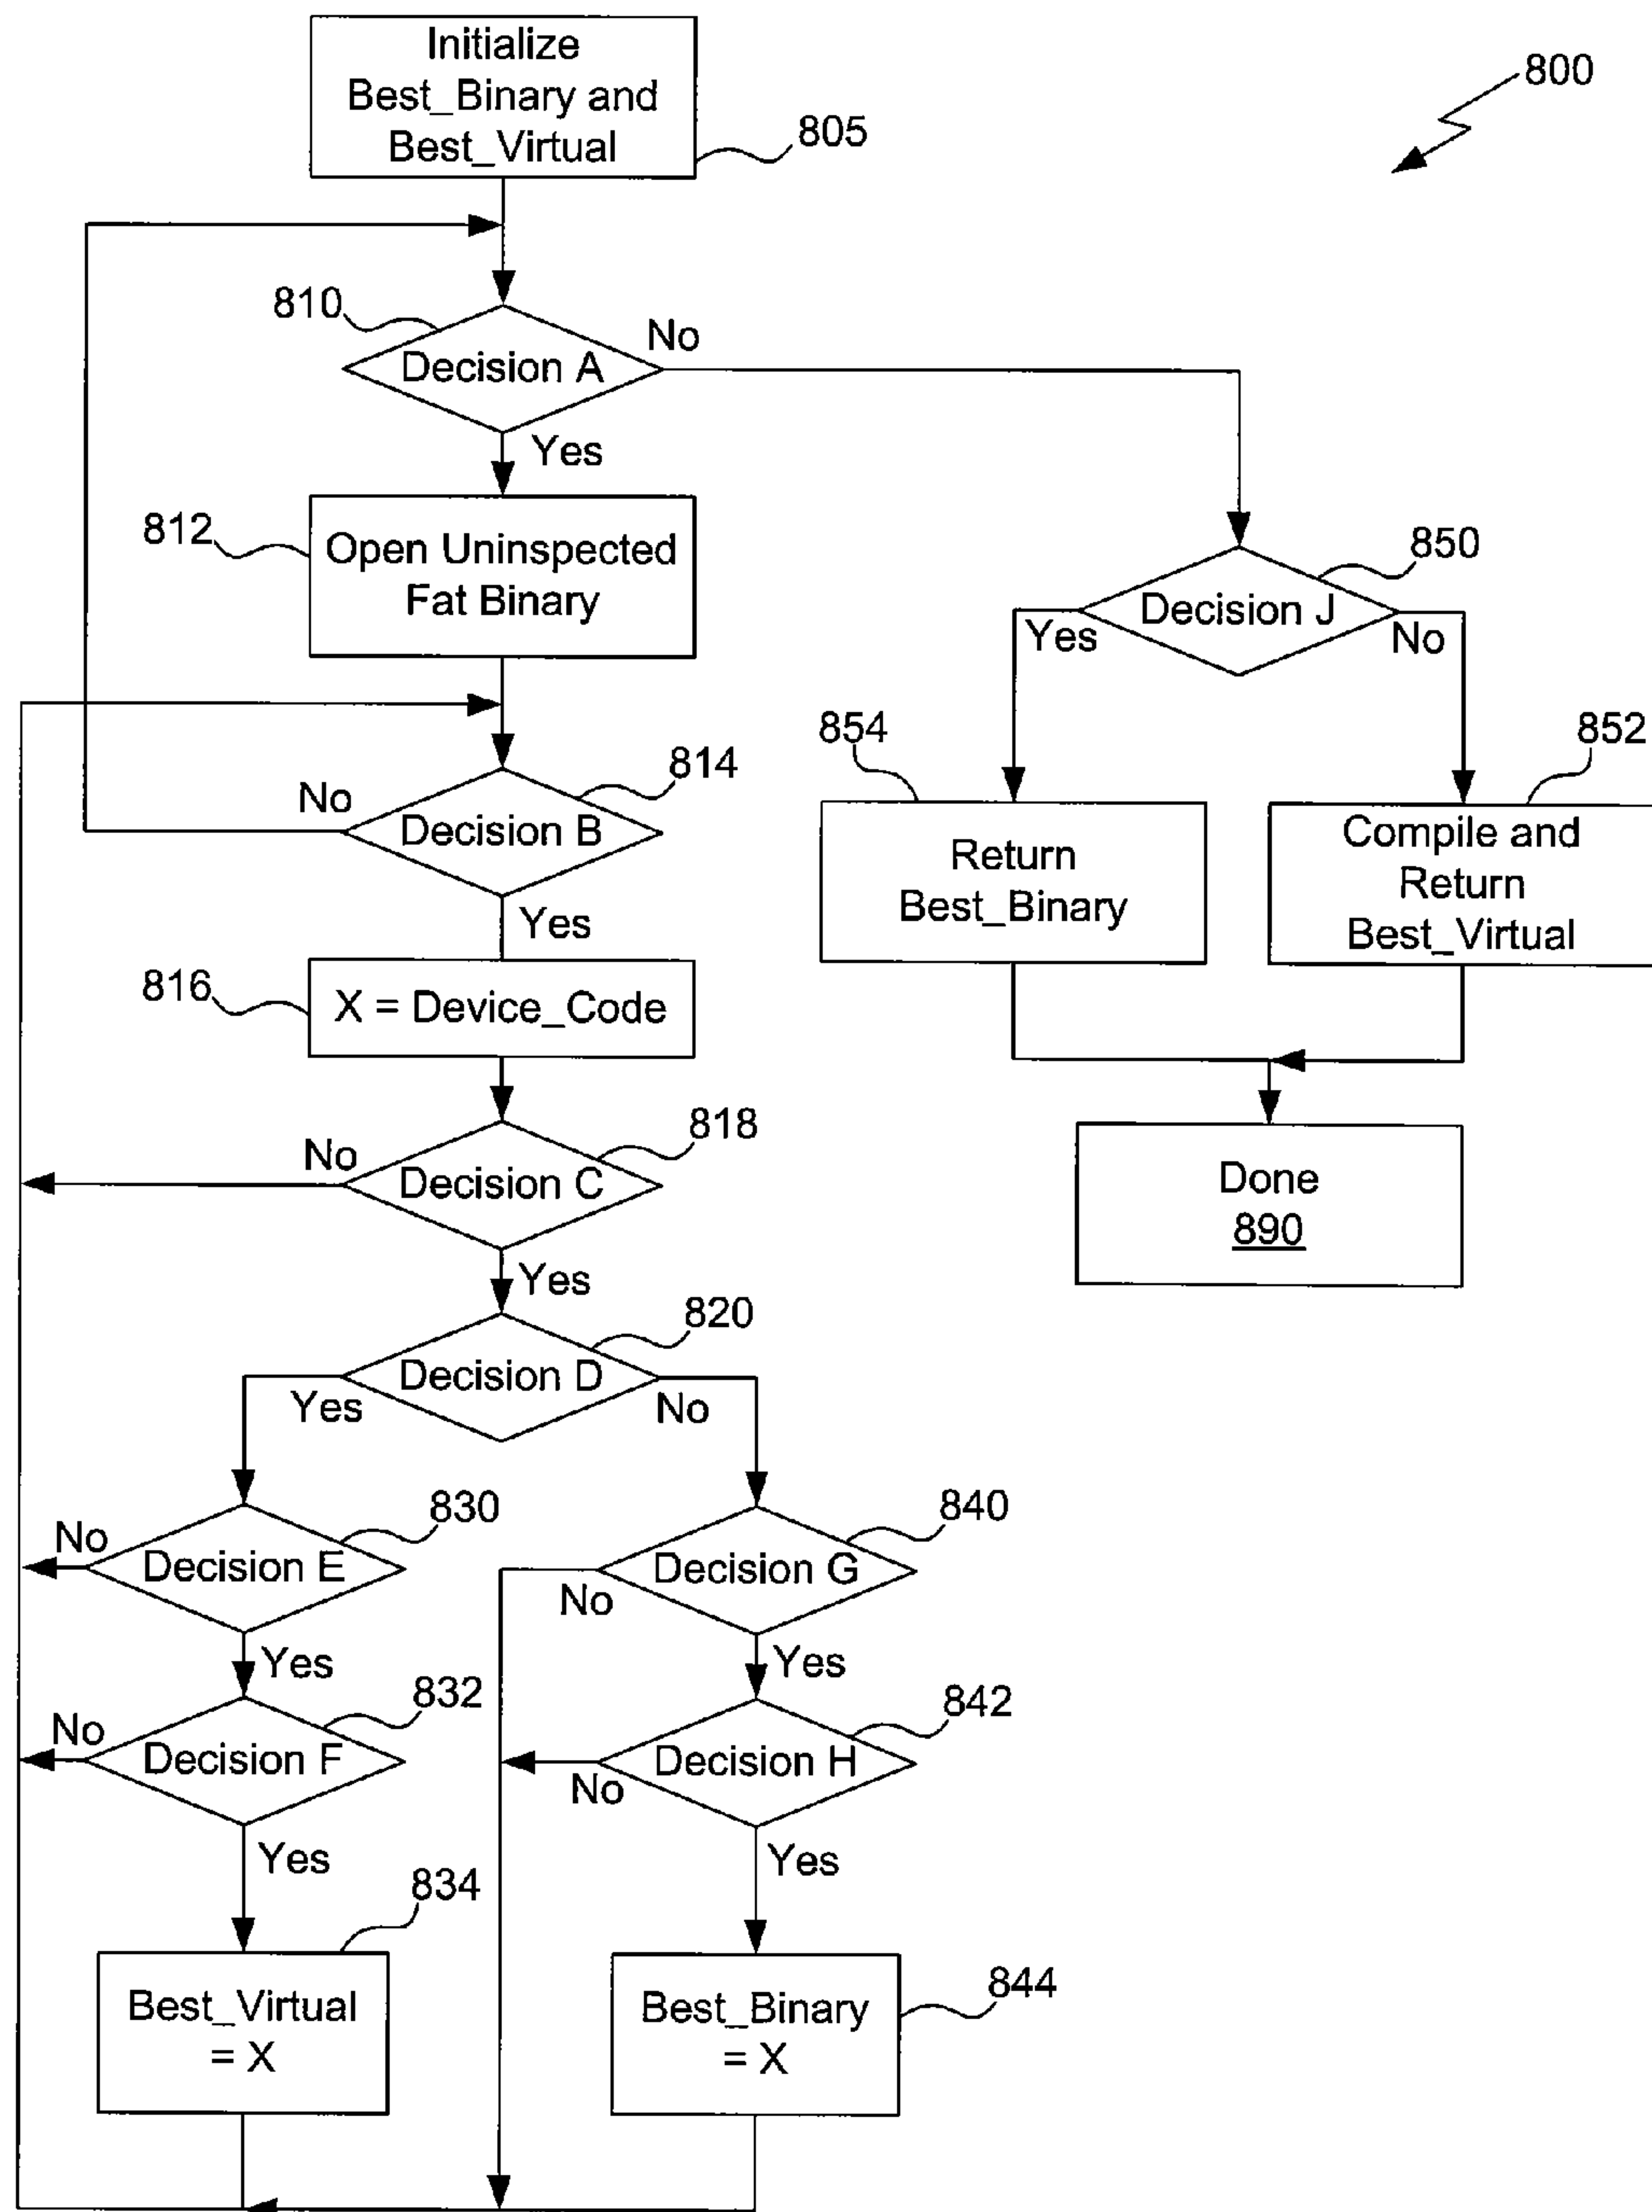 Initialize
Best_Binary and
Best_Virtual
805
800
810
Decision A
No
Yes
812
Open Uninspected
Fat Binary
850
Decision J
Yes
No
814
No
Decision B
Yes
854
852
Return
Best_Binary
Compile and
Return
Best_Virtual
816
X = Device_Code
818
No
Decision C
Yes
Done
890
820
Decision D
Yes
No
830
No
Decision E
Yes
840
Decision G
No
Yes
832
No
Decision F
Yes
842
Decision H
No
Yes
834
Best_Virtual
= X
844
Best_Binary
= X